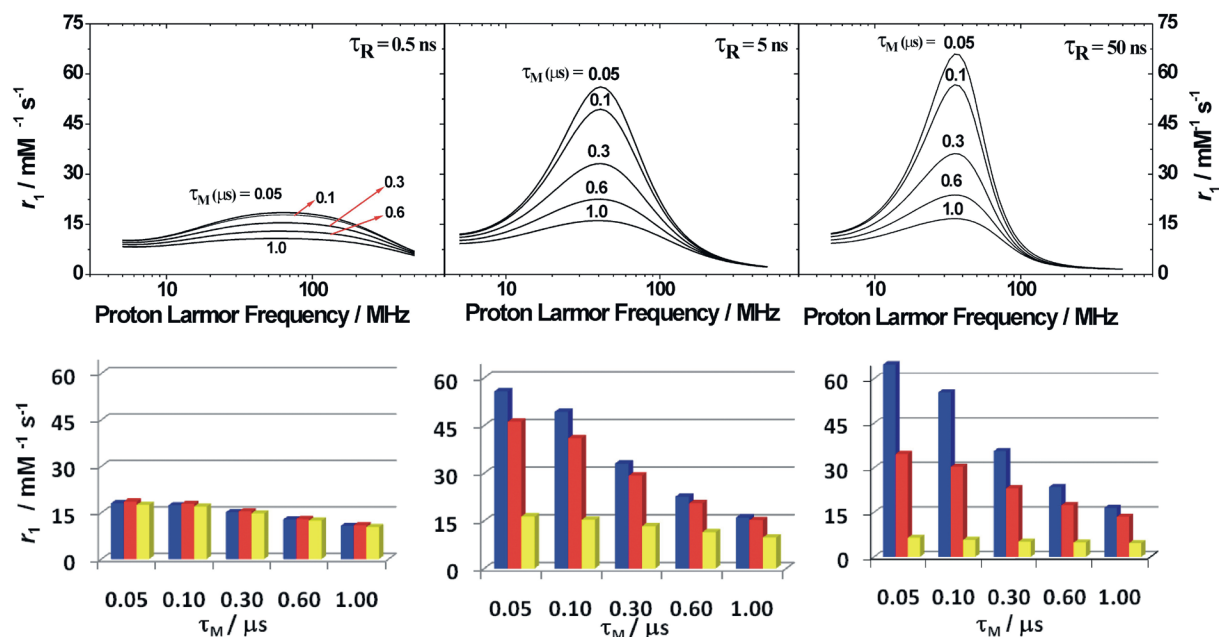 75
60
45
30
15
0
r₁ / mM ⁻¹ s⁻¹
τR = 0.5 ns
τM (μs) = 0.05
0.1
0.3
0.6
1.0
10
100
Proton Larmor Frequency / MHz
τR = 5 ns
τM (μs) = 0.05
0.1
0.3
0.6
1.0
10
100
Proton Larmor Frequency / MHz
τR = 50 ns
τM (μs) = 0.05
0.1
0.3
0.6
1.0
10
100
Proton Larmor Frequency / MHz
75
60
45
30
15
0
r₁ / mM⁻¹ s⁻¹
60
45
30
15
0
r₁ / mM ⁻¹ s⁻¹
0.05 0.10 0.30 0.60 1.00
τM / μs
60
45
30
15
0
0.05 0.10 0.30 0.60 1.00
τM / μs
60
45
30
15
0
0.05 0.10 0.30 0.60 1.00
τM / μs